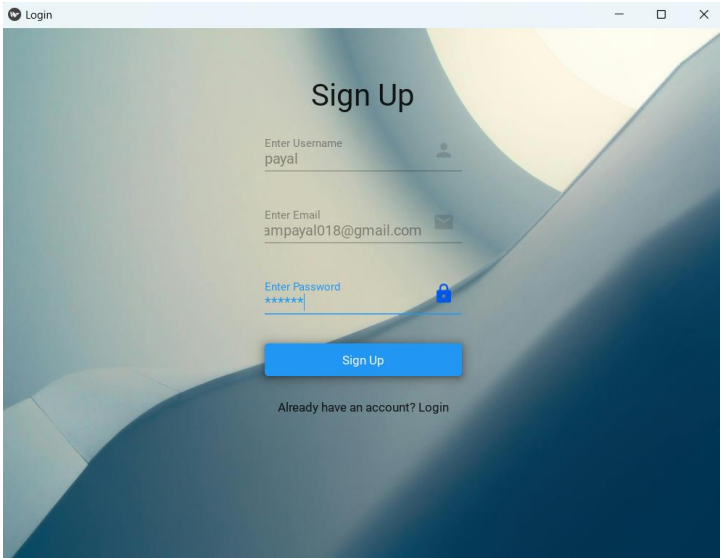 Login
Sign Up
Enter Username
payal
Enter Email
ampayal018@gmail.com
Enter Password
******
Sign Up
Already have an account? Login